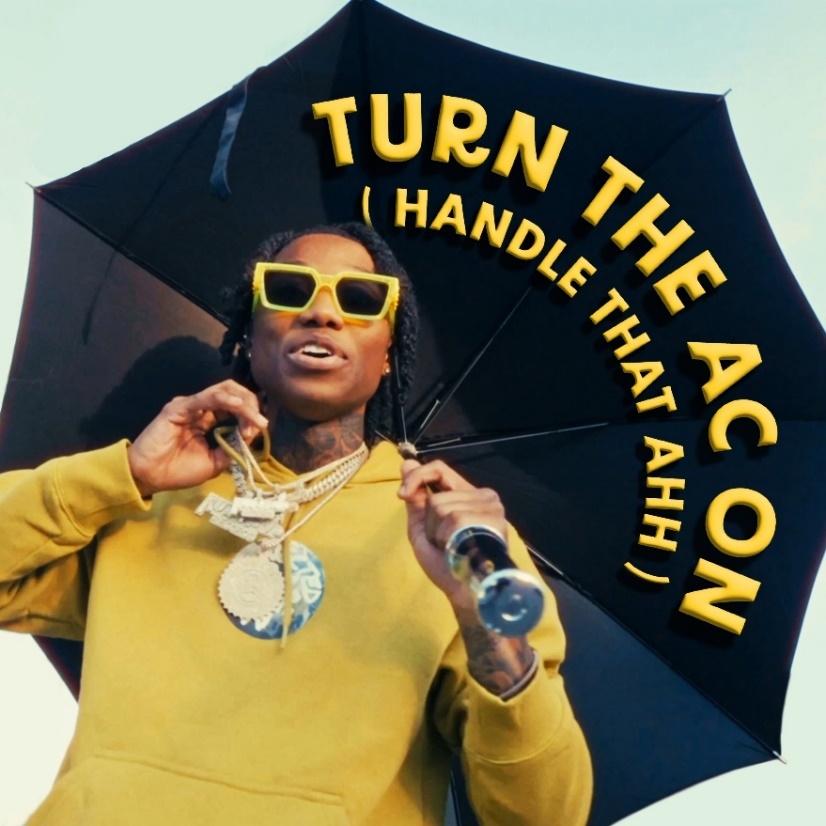 TURN THE AC ON
( HANDLE THAT AHH )